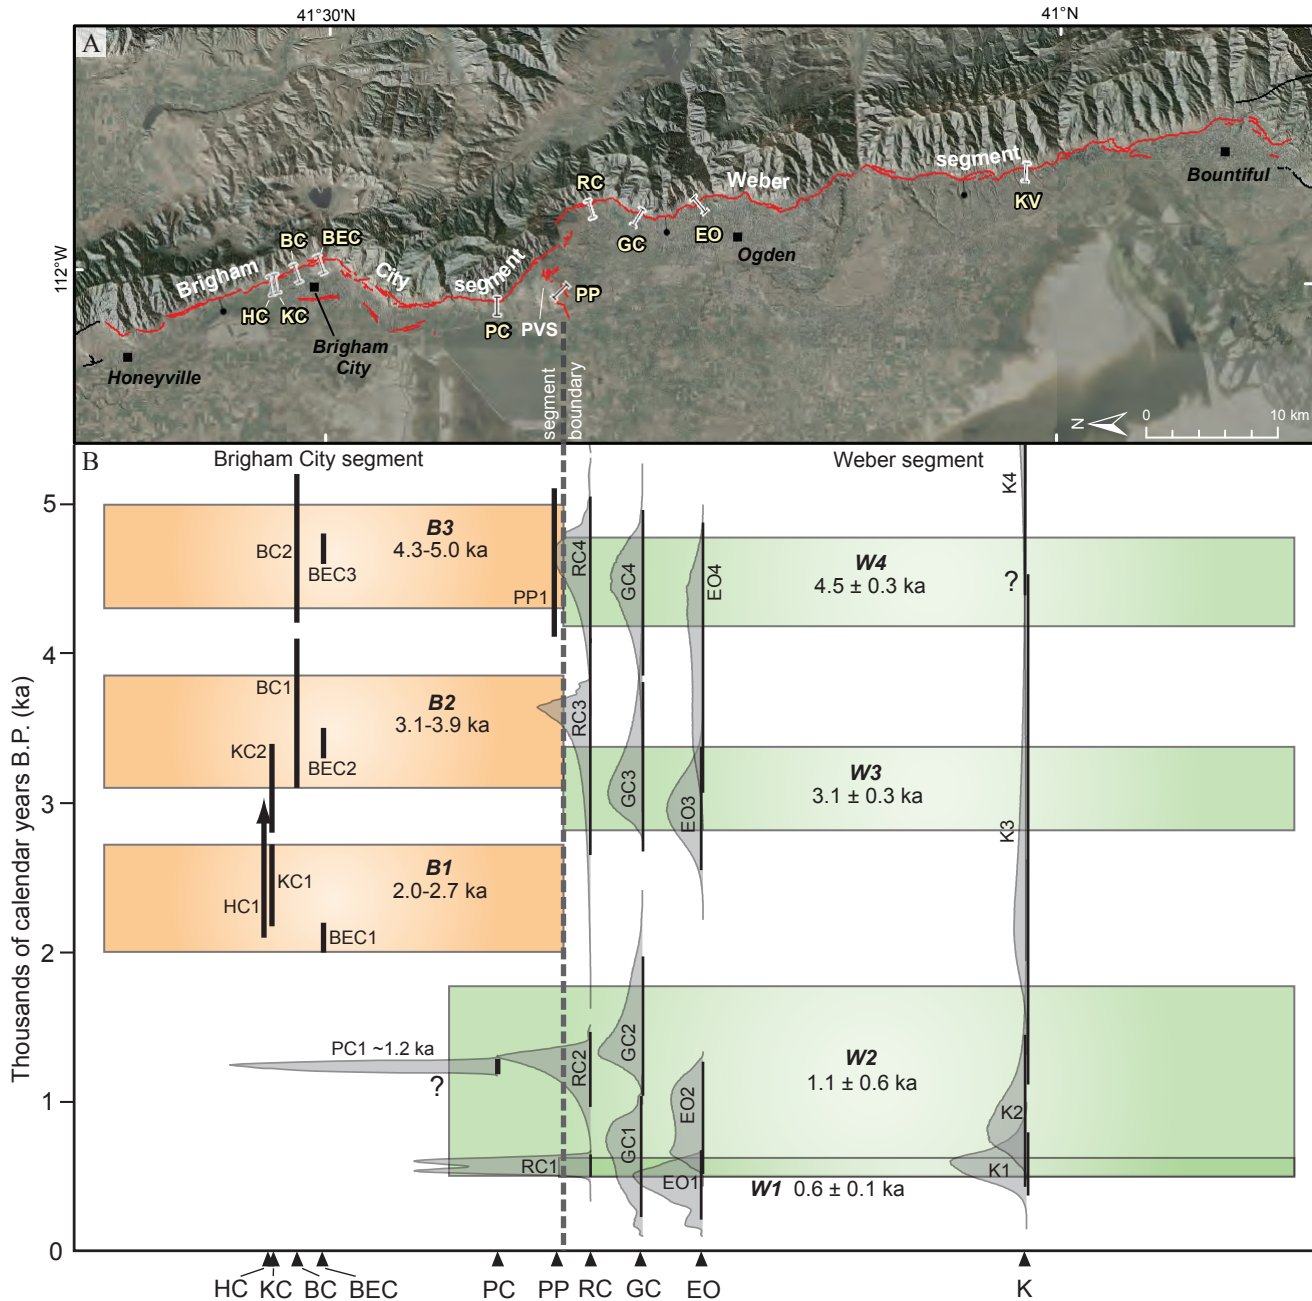 41°30'N
41°N
A
112°W
RC
Weber
segment
KV
Bountiful
BC
BEC
GC
EO
Ogden
Brigham
City
segment
HC
KC
PC
PVS
PP
Brigham
City
Honeyville
segment
boundary
N
0
10 km
B
Brigham City segment
Weber segment
K4
5
B3
4.3-5.0 ka
BC2
BEC3
PP1
RC4
GC4
EO4
W4
4.5 ± 0.3 ka
?
4
BC1
B2
3.1-3.9 ka
RC3
KC2
BEC2
GC3
EO3
W3
3.1 ± 0.3 ka
K3
3
B1
2.0-2.7 ka
KC1
HC1
BEC1
2
Thousands of calendar years B.P. (ka)
PC1 ~1.2 ka
?
RC2
GC2
EO2
W2
1.1 ± 0.6 ka
K2
1
RC1
GC1
EO1
W1 0.6 ± 0.1 ka
K1
0
HC
KC
BC
BEC
PC
PP
RC
GC
EO
K